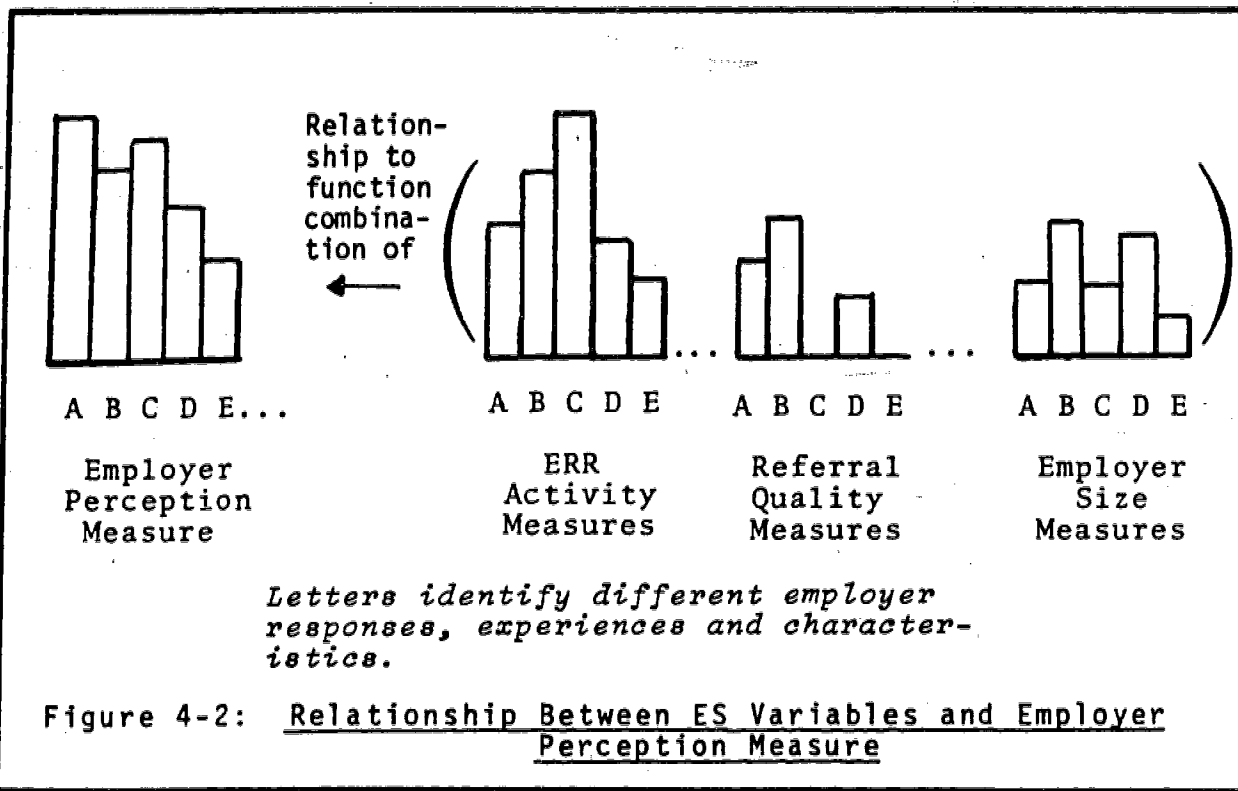 Relation-
ship to
function
combina-
tion of
... ...
A B C D E...
A B C D E
A B C D E
A B C D E
Employer
Perception
Measure
ERR
Activity
Measures
Referral
Quality
Measures
Employer
Size
Measures
Letters identify different employer
responses, experiences and character-
istics.
Figure 4-2: Relationship Between ES Variables and Employer
Perception Measure